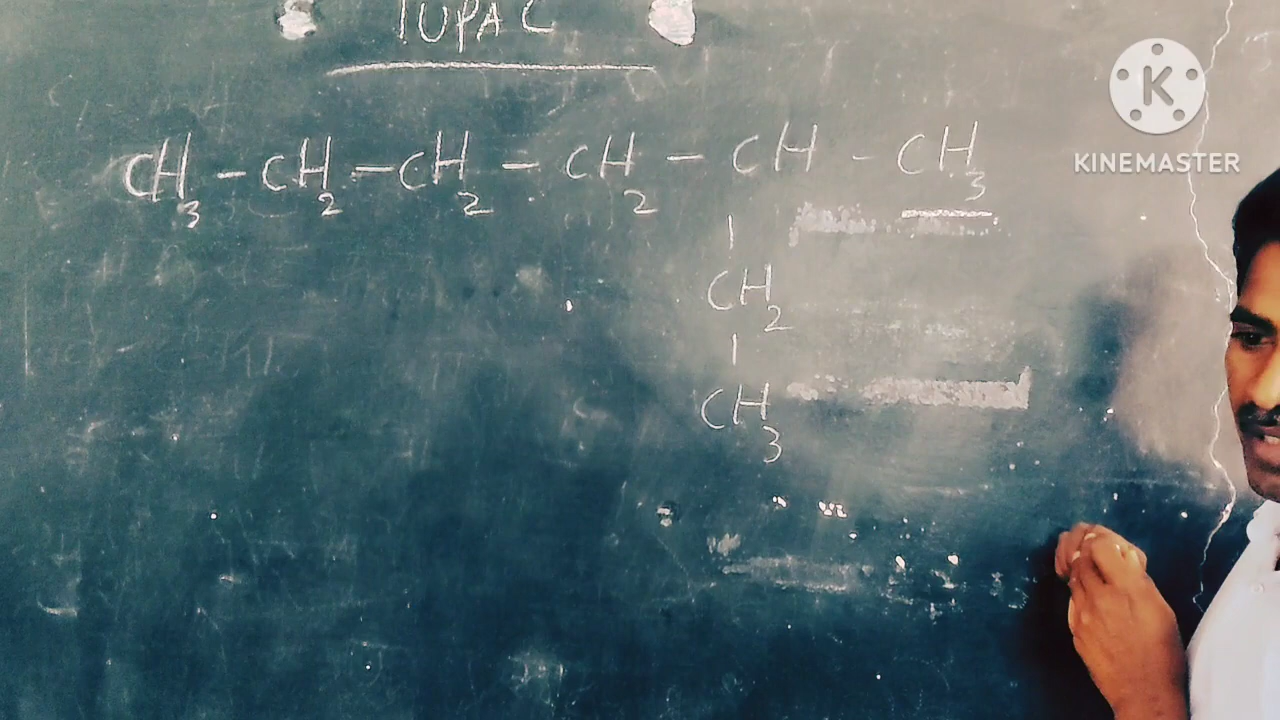 IUPAC
K
KINEMASTER
CH3 - CH2 - CH2 - CH2 - CH - CH3
|
CH2
|
CH3